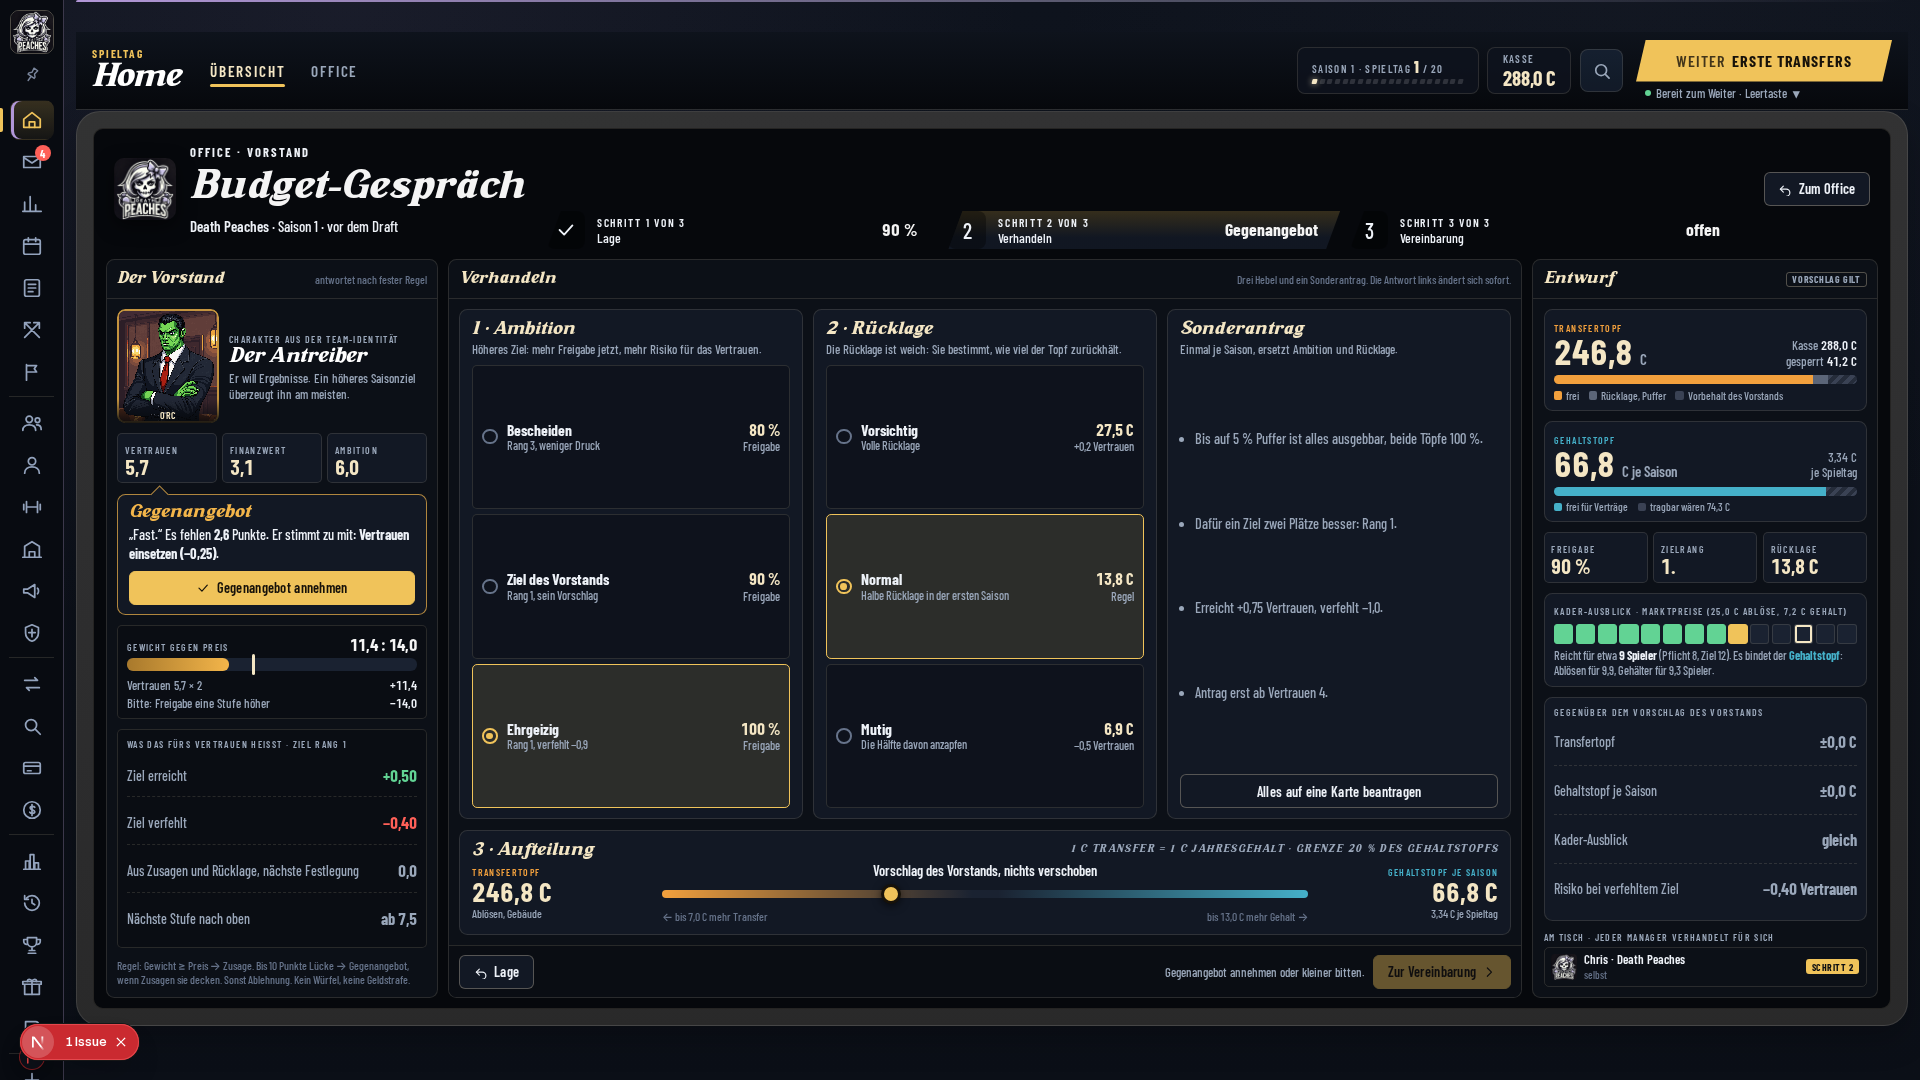 SPIELTAG
Home
ÜBERSICHT
OFFICE
SAISON 1 · SPIELTAG 1 / 20
KASSE
288,0 C
WEITER ERSTE TRANSFERS
Bereit zum Weiter · Leertaste ▼
4
OFFICE · VORSTAND
Budget-Gespräch
Death Peaches · Saison 1 · vor dem Draft
Zum Office
SCHRITT 1 VON 3
Lage
90 %
2
SCHRITT 2 VON 3
Verhandeln
Gegenangebot
3
SCHRITT 3 VON 3
Vereinbarung
offen
Der Vorstand
antwortet nach fester Regel
O'RC
CHARAKTER AUS DER TEAM-IDENTITÄT
Der Antreiber
Er will Ergebnisse. Ein höheres Saisonziel
überzeugt ihn am meisten.
VERTRAUEN
5,7
FINANZWERT
3,1
AMBITION
6,0
Gegenangebot
„Fast.“ Es fehlen 2,6 Punkte. Er stimmt zu mit: Vertrauen
einsetzen (−0,25).
Gegenangebot annehmen
GEWICHT GEGEN PREIS
11,4 : 14,0
Vertrauen 5,7 × 2
+11,4
Bitte: Freigabe eine Stufe höher
−14,0
WAS DAS FÜRS VERTRAUEN HEISST · ZIEL RANG 1
Ziel erreicht
+0,50
Ziel verfehlt
−0,40
Aus Zusagen und Rücklage, nächste Festlegung
0,0
Nächste Stufe nach oben
ab 7,5
Regel: Gewicht ≥ Preis → Zusage. Bis 10 Punkte Lücke → Gegenangebot,
wenn Zusagen sie decken. Sonst Ablehnung. Kein Würfel, keine Geldstrafe.
Verhandeln
Drei Hebel und ein Sonderantrag. Die Antwort links ändert sich sofort.
1 · Ambition
Höheres Ziel: mehr Freigabe jetzt, mehr Risiko für das Vertrauen.
Bescheiden
80 %
Rang 3, weniger Druck
Freigabe
Ziel des Vorstands
90 %
Rang 1, sein Vorschlag
Freigabe
Ehrgeizig
100 %
Rang 1, verfehlt −0,9
Freigabe
2 · Rücklage
Die Rücklage ist weich: Sie bestimmt, wie viel der Topf zurückhält.
Vorsichtig
27,5 C
Volle Rücklage
+0,2 Vertrauen
Normal
13,8 C
Halbe Rücklage in der ersten Saison
Regel
Mutig
6,9 C
Die Hälfte davon anzapfen
−0,5 Vertrauen
Sonderantrag
Einmal je Saison, ersetzt Ambition und Rücklage.
• Bis auf 5 % Puffer ist alles ausgebbar, beide Töpfe 100 %.
• Dafür ein Ziel zwei Plätze besser: Rang 1.
• Erreicht +0,75 Vertrauen, verfehlt −1,0.
• Antrag erst ab Vertrauen 4.
Alles auf eine Karte beantragen
3 · Aufteilung
1 C TRANSFER = 1 C JAHRESGEHALT · GRENZE 20 % DES GEHALTSTOPFS
TRANSFERTOPF
246,8 C
Ablösen, Gebäude
Vorschlag des Vorstands, nichts verschoben
← bis 7,0 C mehr Transfer
bis 13,0 C mehr Gehalt →
GEHALTSTOPF JE SAISON
66,8 C
3,34 C je Spieltag
Lage
Gegenangebot annehmen oder kleiner bitten.
Zur Vereinbarung
Entwurf
VORSCHLAG GILT
TRANSFERTOPF
246,8 C
Kasse 288,0 C
gesperrt 41,2 C
frei
Rücklage, Puffer
Vorbehalt des Vorstands
GEHALTSTOPF
66,8 C je Saison
3,34 C
je Spieltag
frei für Verträge
tragbar wären 74,3 C
FREIGABE
90 %
ZIELRANG
1.
RÜCKLAGE
13,8 C
KADER-AUSBLICK · MARKTPREISE (25,0 C ABLÖSE, 7,2 C GEHALT)
Reicht für etwa 9 Spieler (Pflicht 8, Ziel 12). Es bindet der Gehaltstopf:
Ablösen für 9,9, Gehälter für 9,3 Spieler.
GEGENÜBER DEM VORSCHLAG DES VORSTANDS
Transfertopf
±0,0 C
Gehaltstopf je Saison
±0,0 C
Kader-Ausblick
gleich
Risiko bei verfehltem Ziel
−0,40 Vertrauen
AM TISCH · JEDER MANAGER VERHANDELT FÜR SICH
Chris · Death Peaches
selbst
SCHRITT 2
1 Issue